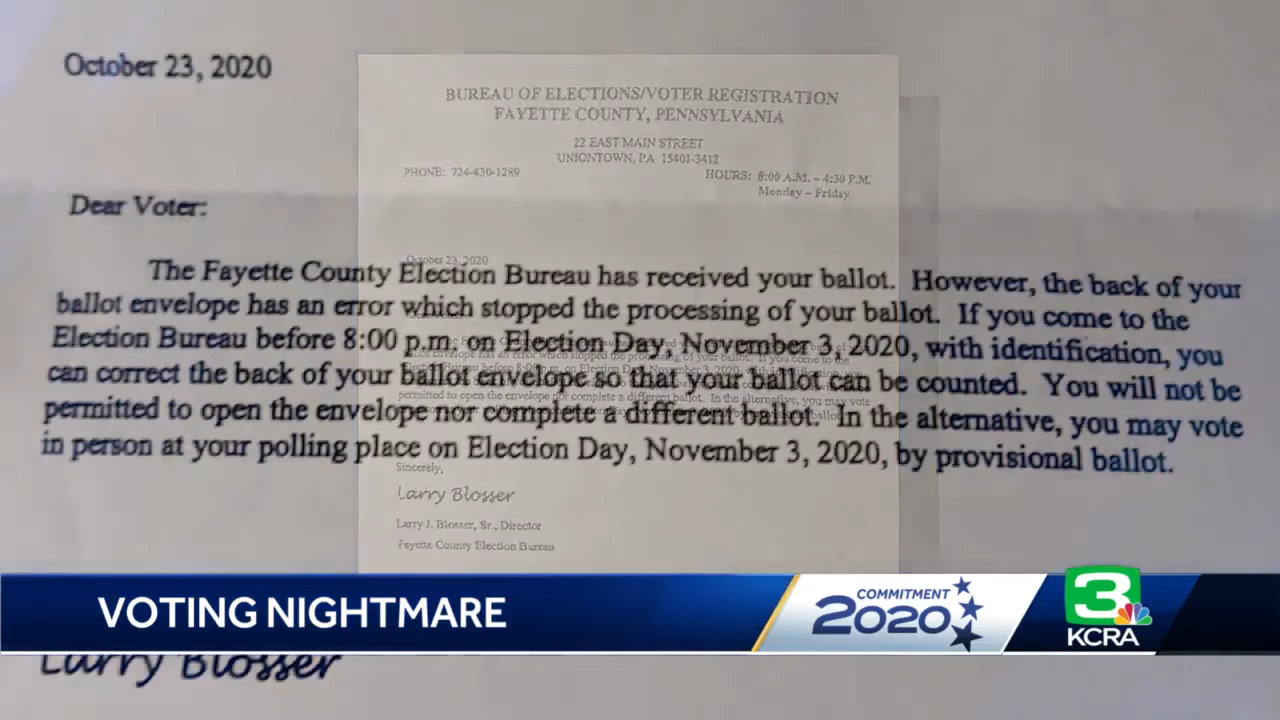 October 23, 2020
BUREAU OF ELECTIONS/VOTER REGISTRATION
FAYETTE COUNTY, PENNSYLVANIA
22 EAST MAIN STREET
UNIONTOWN, PA 15401-3412
PHONE: 724-430-1289
HOURS: 8:00 A.M. – 4:30 P.M.
Monday – Friday
Dear Voter:
October 23, 2020
The Fayette County Election Bureau has received your ballot. However, the back of your
ballot envelope has an error which stopped the processing of your ballot. If you come to the
Election Bureau before 8:00 p.m. on Election Day, November 3, 2020, with identification, you
can correct the back of your ballot envelope so that your ballot can be counted. You will not be
permitted to open the envelope nor complete a different ballot. In the alternative, you may vote
in person at your polling place on Election Day, November 3, 2020, by provisional ballot.
Sincerely,
Larry Blosser
Larry J. Blosser, Sr., Director
Fayette County Election Bureau
VOTING NIGHTMARE
COMMITMENT
2020
3
KCRA
Larry Blosser